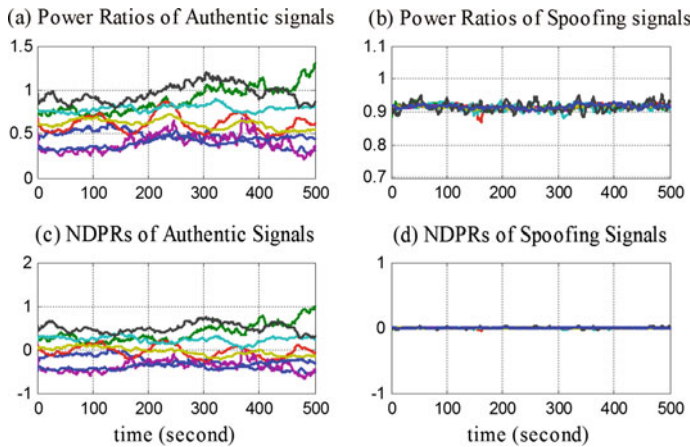 (a) Power Ratios of Authentic signals
1.5
1
0.5
0
0 100 200 300 400 500
(b) Power Ratios of Spoofing signals
1.1
1
0.9
0.8
0.7
0 100 200 300 400 500
(c) NDPRs of Authentic Signals
2
1
0
-1
0 100 200 300 400 500
time (second)
(d) NDPRs of Spoofing Signals
1
0
-1
0 100 200 300 400 500
time (second)